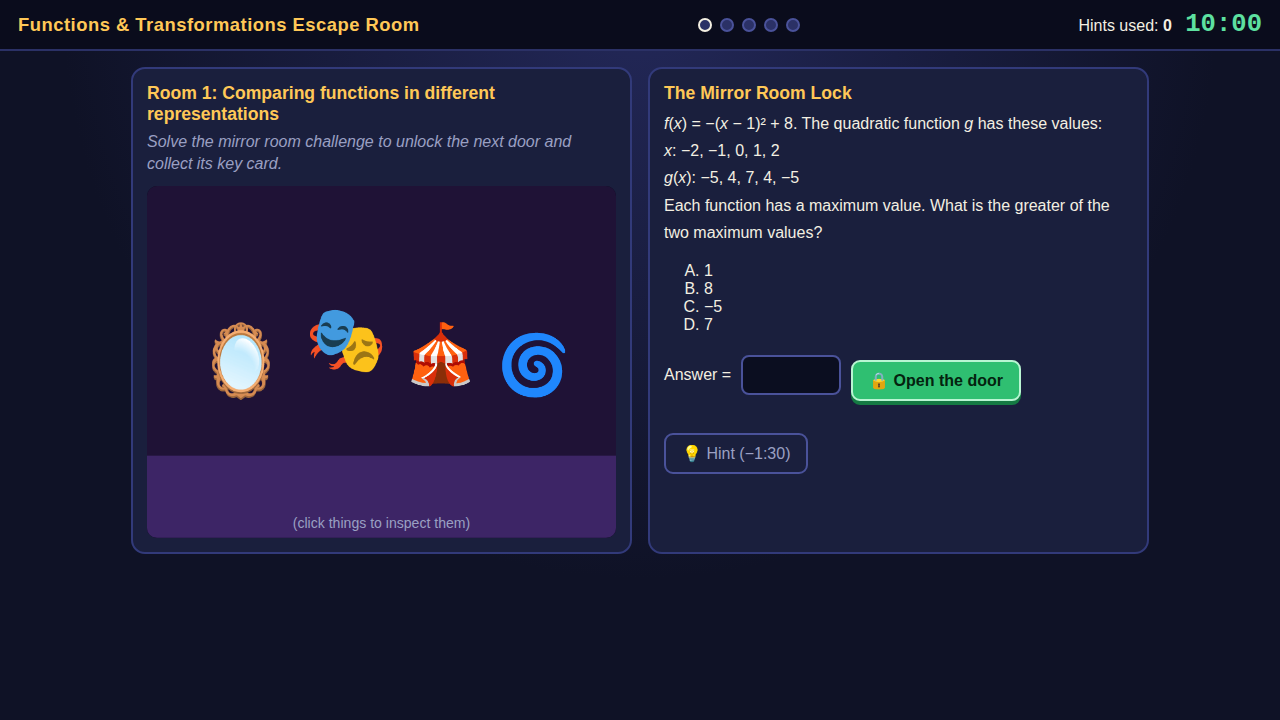 Functions & Transformations Escape Room
Hints used: 0 10:00
Room 1: Comparing functions in different
representations
Solve the mirror room challenge to unlock the next door and
collect its key card.
(click things to inspect them)
The Mirror Room Lock
f(x) = −(x − 1)² + 8. The quadratic function g has these values:
x: −2, −1, 0, 1, 2
g(x): −5, 4, 7, 4, −5
Each function has a maximum value. What is the greater of the
two maximum values?
A. 1
B. 8
C. −5
D. 7
Answer =
🔒 Open the door
💡 Hint (−1:30)